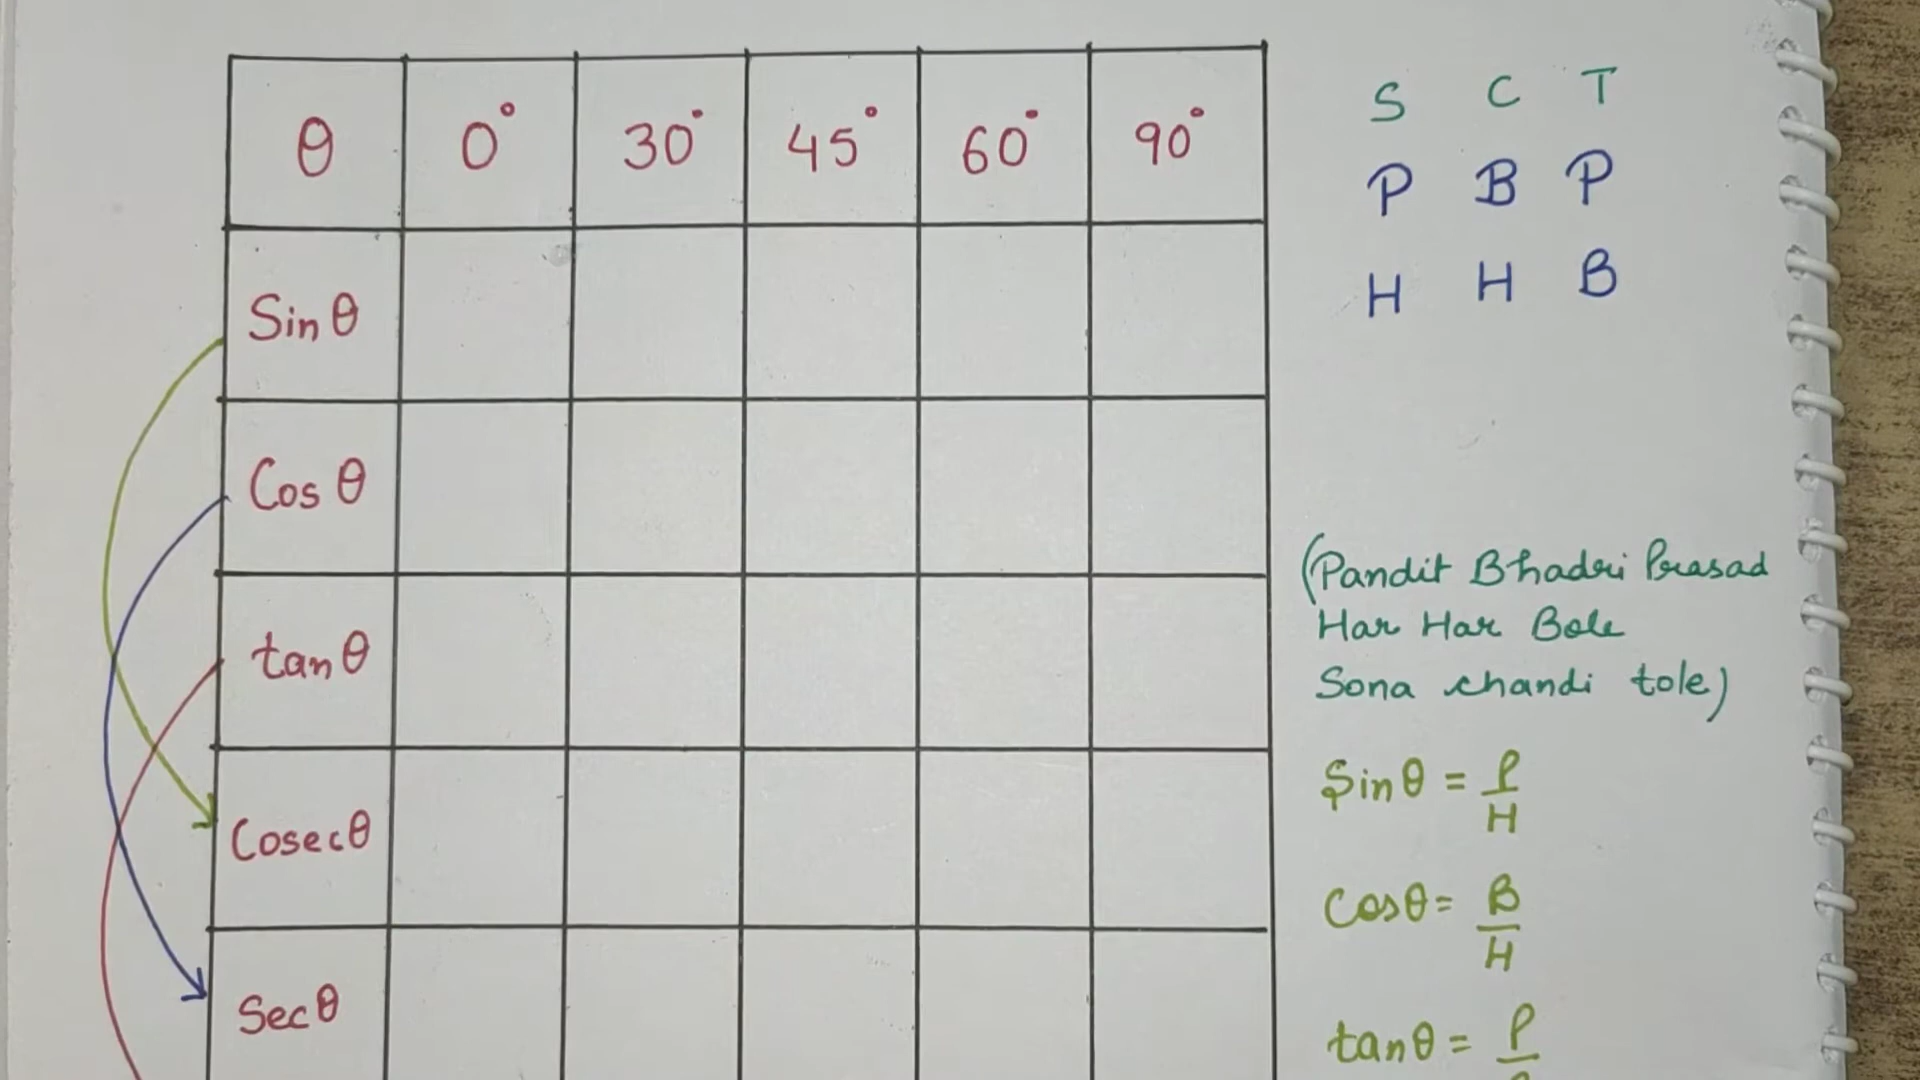 θ 0° 30° 45° 60° 90°
Sin θ
Cos θ
tan θ
Cosec θ
Sec θ
S C T
P B P
H H B
(Pandit Bhadri Prasad
Har Har Bole
Sona chandi tole)
Sin θ = P/H
Cos θ = B/H
tan θ = P